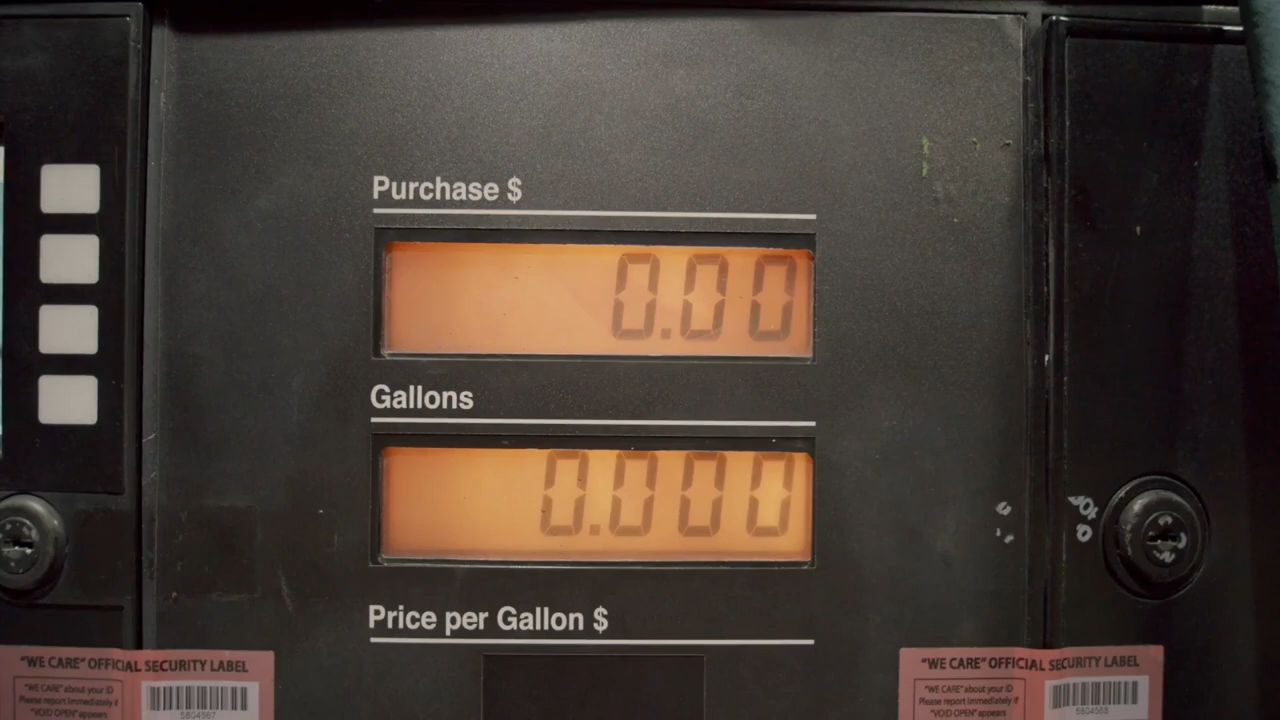 Purchase $
0.00
Gallons
0.000
Price per Gallon $
"WE CARE" OFFICIAL SECURITY LABEL
"WE CARE" about your ID
Please report immediately if
"VOID OPEN" appears
5804567
"WE CARE" OFFICIAL SECURITY LABEL
"WE CARE" about your ID
Please report immediately if
"VOID OPEN" appears
5804568